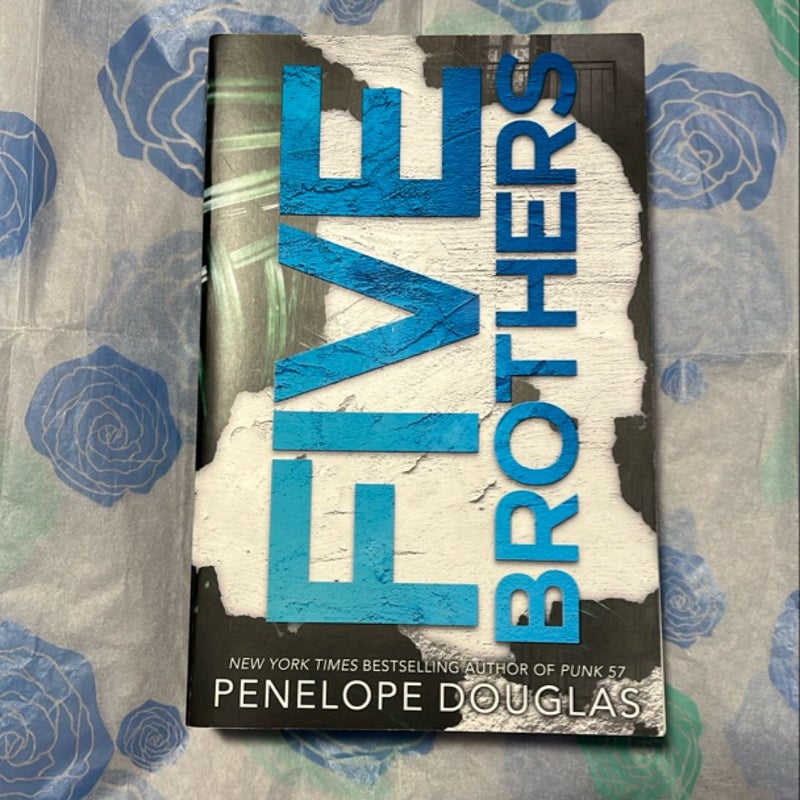 FIVE
BROTHERS
NEW YORK TIMES BESTSELLING AUTHOR OF PUNK 57
PENELOPE DOUGLAS